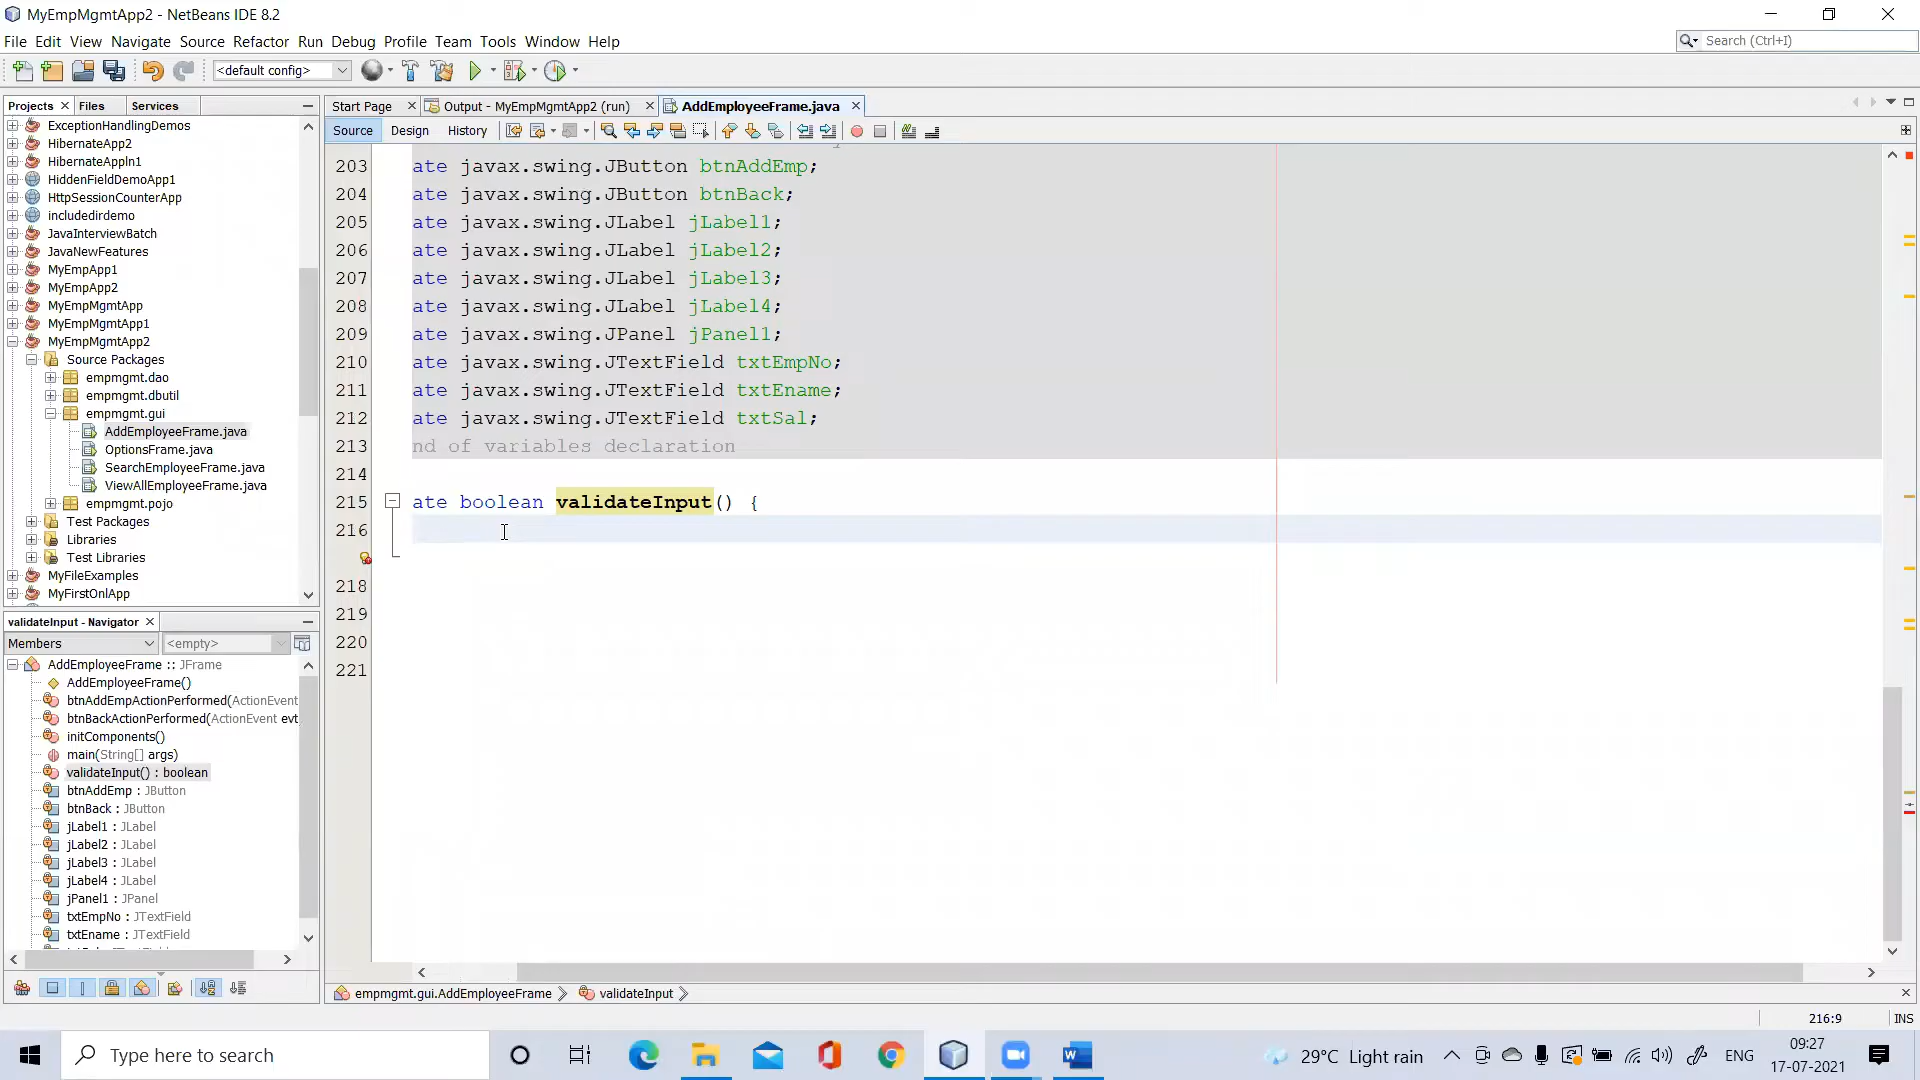 MyEmpMgmtApp2 - NetBeans IDE 8.2
File Edit View Navigate Source Refactor Run Debug Profile Team Tools Window Help
Search (Ctrl+I)
<default config>
Projects Files Services
Start Page Output - MyEmpMgmtApp2 (run) AddEmployeeFrame.java
Source Design History
ExceptionHandlingDemos
HibernateApp2
HibernateAppln1
HiddenFieldDemoApp1
HttpSessionCounterApp
includedirdemo
JavaInterviewBatch
JavaNewFeatures
MyEmpApp1
MyEmpApp2
MyEmpMgmtApp
MyEmpMgmtApp1
MyEmpMgmtApp2
Source Packages
empmgmt.dao
empmgmt.dbutil
empmgmt.gui
AddEmployeeFrame.java
OptionsFrame.java
SearchEmployeeFrame.java
ViewAllEmployeeFrame.java
empmgmt.pojo
Test Packages
Libraries
Test Libraries
MyFileExamples
MyFirstOnlApp
203 ate javax.swing.JButton btnAddEmp;
204 ate javax.swing.JButton btnBack;
205 ate javax.swing.JLabel jLabel1;
206 ate javax.swing.JLabel jLabel2;
207 ate javax.swing.JLabel jLabel3;
208 ate javax.swing.JLabel jLabel4;
209 ate javax.swing.JPanel jPanel1;
210 ate javax.swing.JTextField txtEmpNo;
211 ate javax.swing.JTextField txtEname;
212 ate javax.swing.JTextField txtSal;
213 nd of variables declaration
214
215 ate boolean validateInput() {
216
218
219
220
221
validateInput - Navigator
Members <empty>
AddEmployeeFrame :: JFrame
AddEmployeeFrame()
btnAddEmpActionPerformed(ActionEvent
btnBackActionPerformed(ActionEvent evt
initComponents()
main(String[] args)
validateInput() : boolean
btnAddEmp : JButton
btnBack : JButton
jLabel1 : JLabel
jLabel2 : JLabel
jLabel3 : JLabel
jLabel4 : JLabel
jPanel1 : JPanel
txtEmpNo : JTextField
txtEname : JTextField
empmgmt.gui.AddEmployeeFrame validateInput
216:9 INS
Type here to search
29°C Light rain
ENG
09:27
17-07-2021